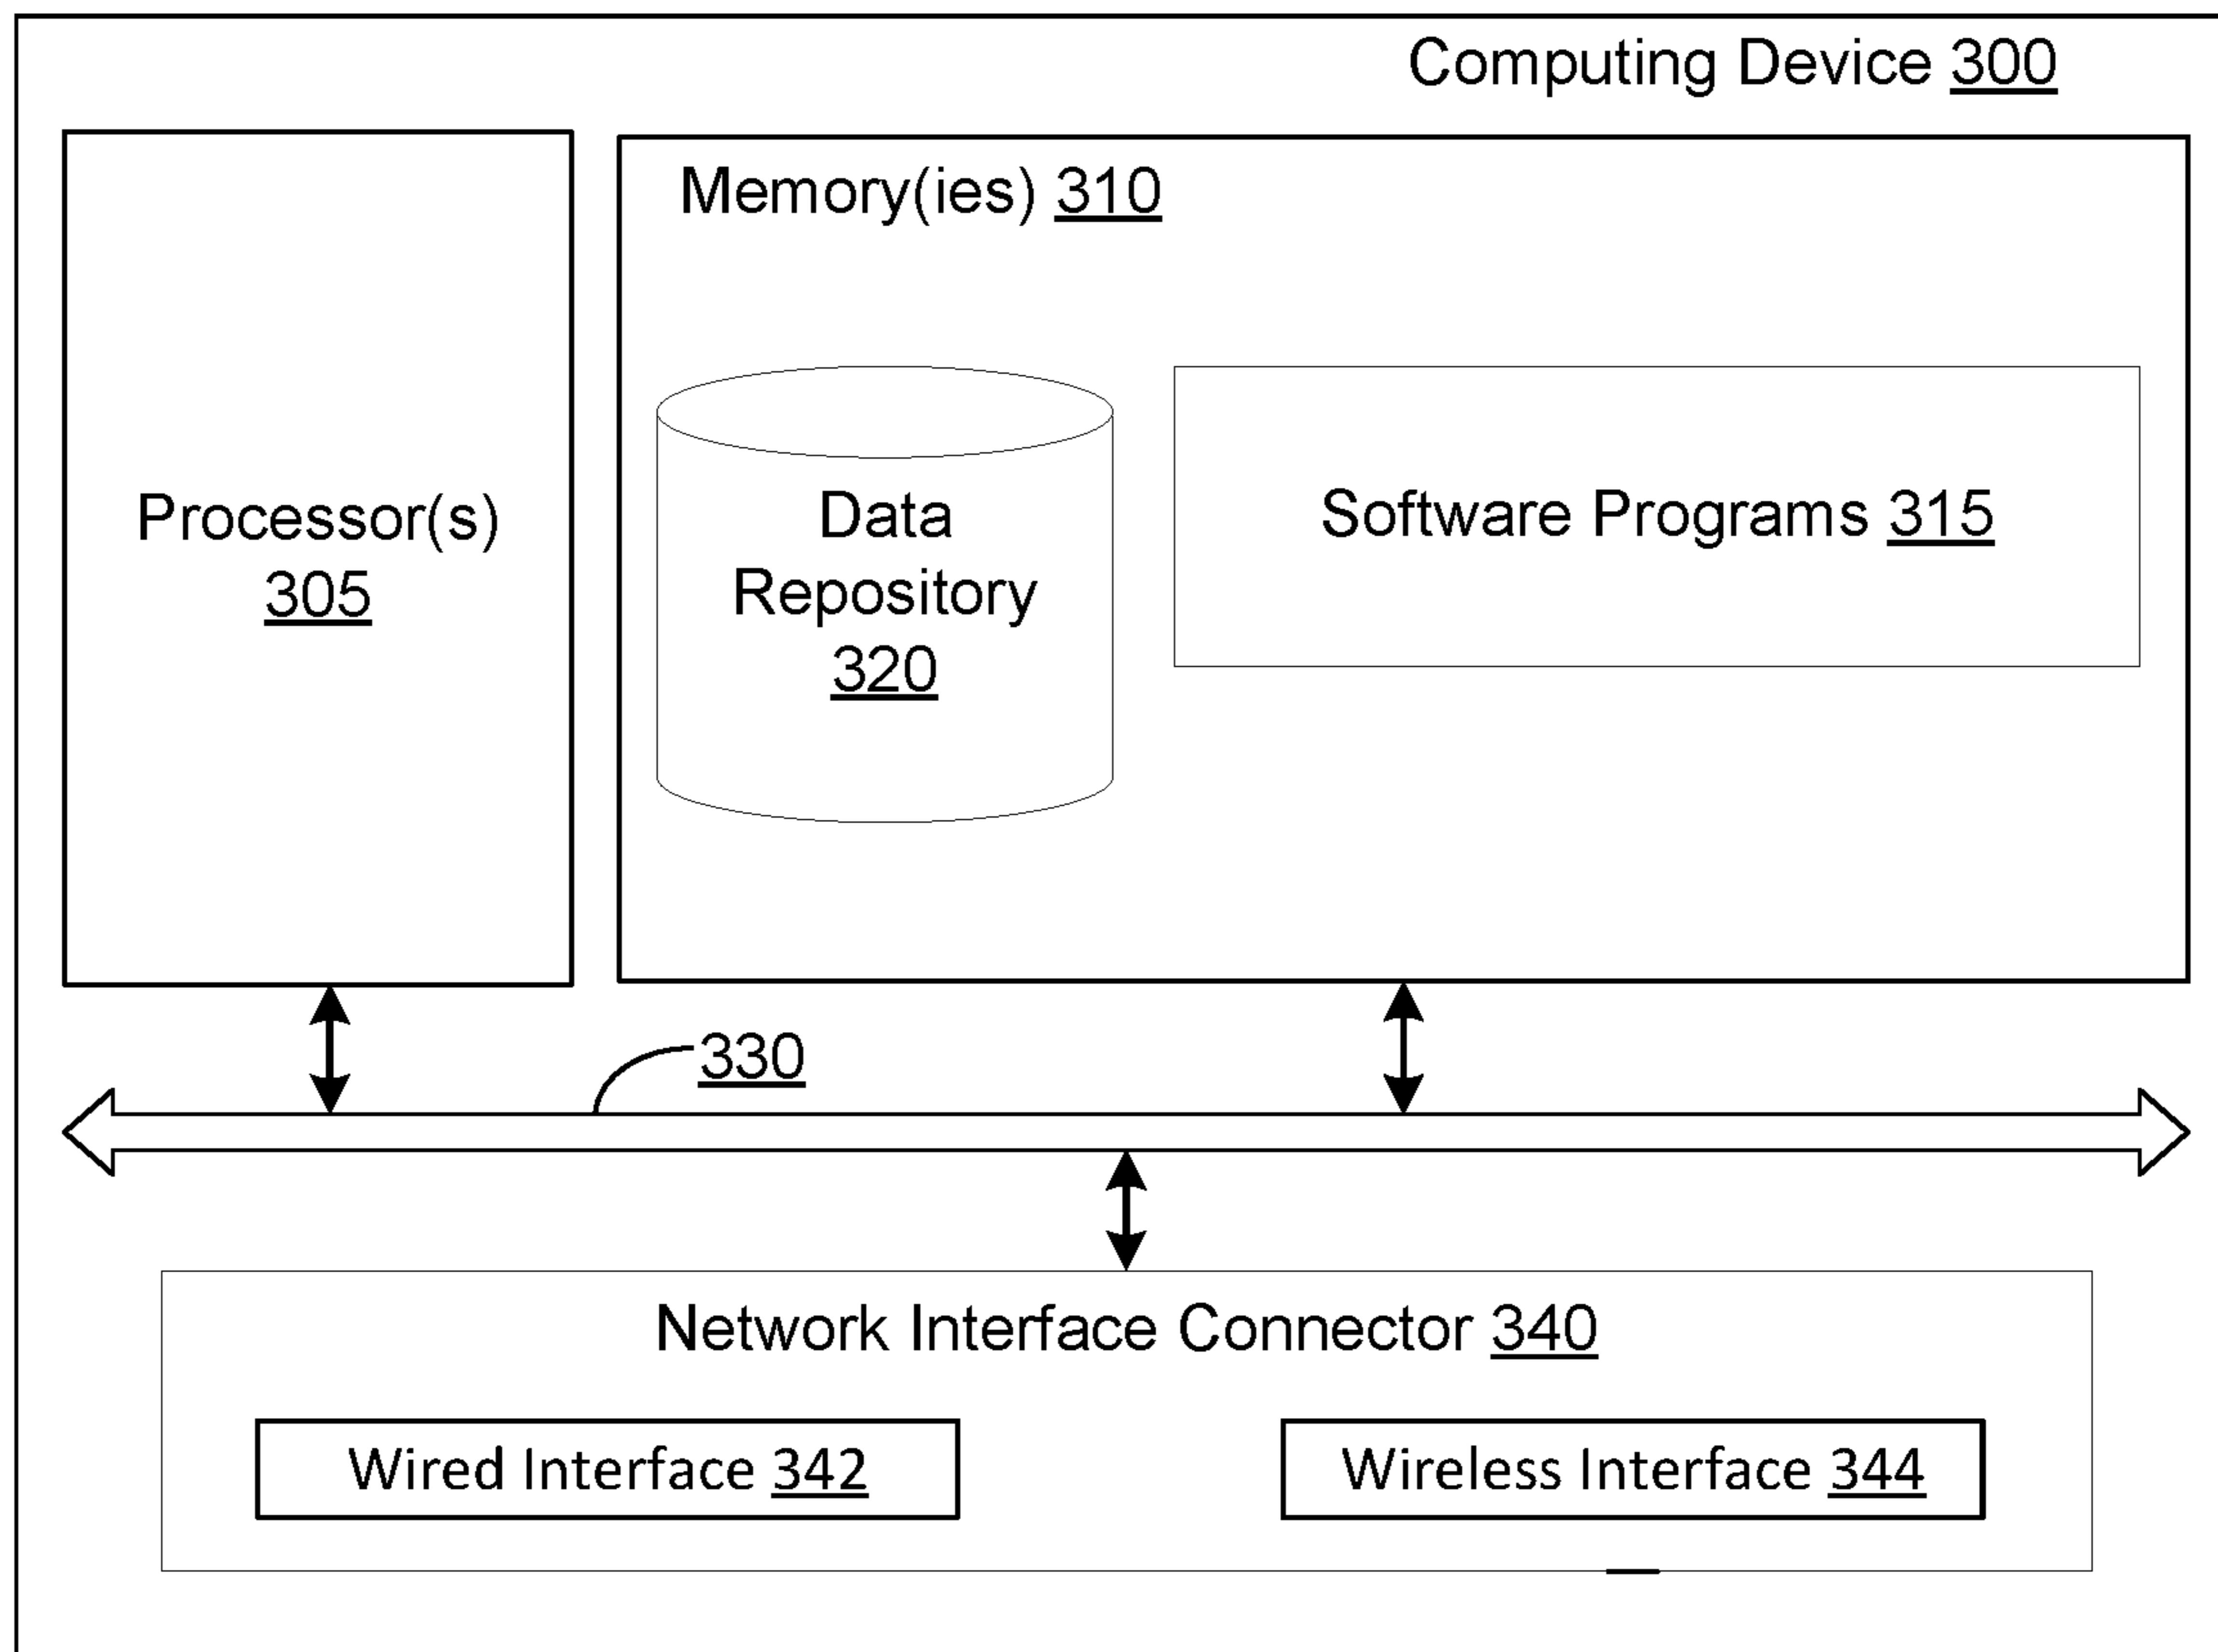 Computing Device 300
Memory(ies) 310
Processor(s)
305
Data
Repository
320
Software Programs 315
330
Network Interface Connector 340
Wired Interface 342
Wireless Interface 344